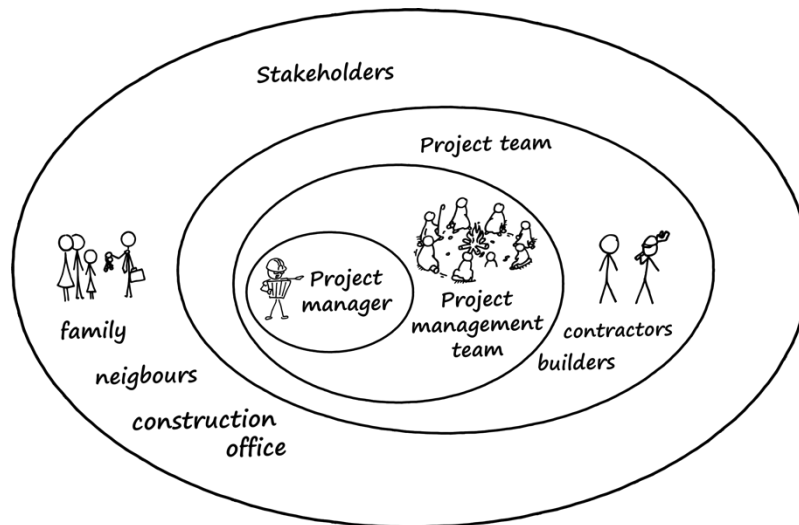 Stakeholders
Project team
Project
manager
Project
management
team
contractors
builders
family
neigbours
construction
office